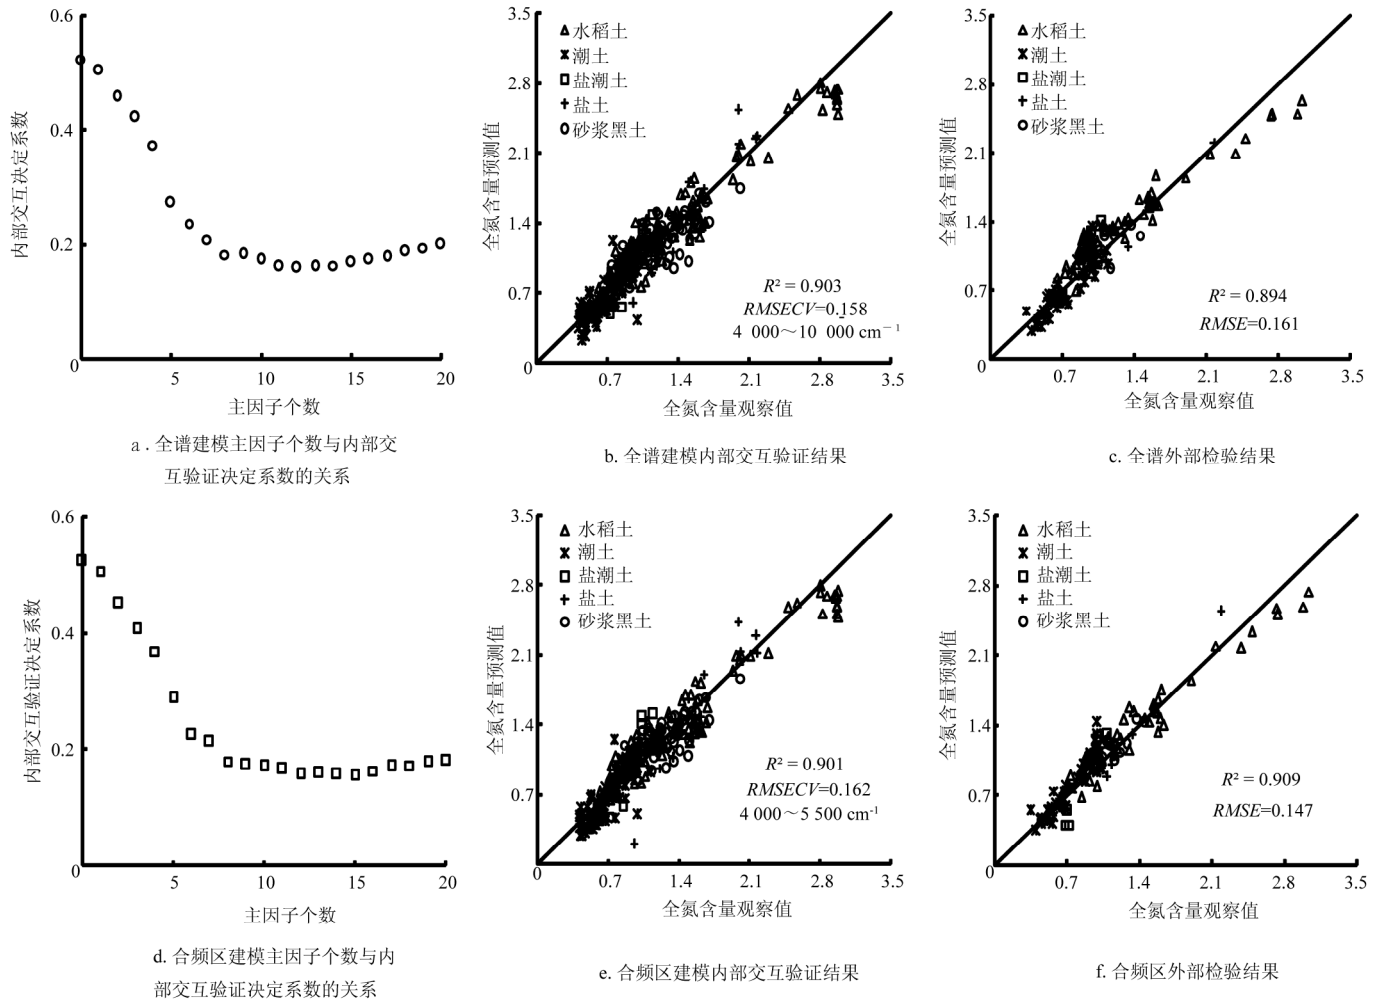 0.6
0.4
0.2
0
5
10
15
20
内部交互决定系数
主因子个数
a . 全谱建模主因子个数与内部交
互验证决定系数的关系
3.5
2.8
2.1
1.4
0.7
0
0.7
1.4
2.1
2.8
3.5
全氮含量预测值
水稻土
潮土
盐潮土
盐土
砂浆黑土
R² = 0.903
RMSECV=0.158
4 000～10 000 cm⁻¹
全氮含量观察值
b. 全谱建模内部交互验证结果
3.5
2.8
2.1
1.4
0.7
0
0.7
1.4
2.1
2.8
3.5
全氮含量预测值
水稻土
潮土
盐潮土
盐土
砂浆黑土
R² = 0.894
RMSE=0.161
全氮含量观察值
c. 全谱外部检验结果
0.6
0.4
0.2
0
5
10
15
20
内部交互验证决定系数
主因子个数
d. 合频区建模主因子个数与内
部交互验证决定系数的关系
3.5
2.8
2.1
1.4
0.7
0
0.7
1.4
2.1
2.8
3.5
全氮含量预测值
水稻土
潮土
盐潮土
盐土
砂浆黑土
R² = 0.901
RMSECV=0.162
4 000～5 500 cm⁻¹
全氮含量观察值
e. 合频区建模内部交互验证结果
3.5
2.8
2.1
1.4
0.7
0
0.7
1.4
2.1
2.8
3.5
全氮含量预测值
水稻土
潮土
盐潮土
盐土
砂浆黑土
R² = 0.909
RMSE=0.147
全氮含量观察值
f. 合频区外部检验结果